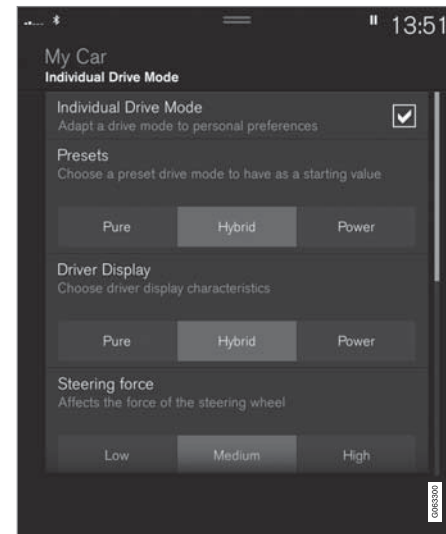 13:51
My Car
Individual Drive Mode
Individual Drive Mode
Adapt a drive mode to personal preferences
Presets
Choose a preset drive mode to have as a starting value
Pure Hybrid Power
Driver Display
Choose driver display characteristics
Pure Hybrid Power
Steering force
Affects the force of the steering wheel
Low Medium High
G063300